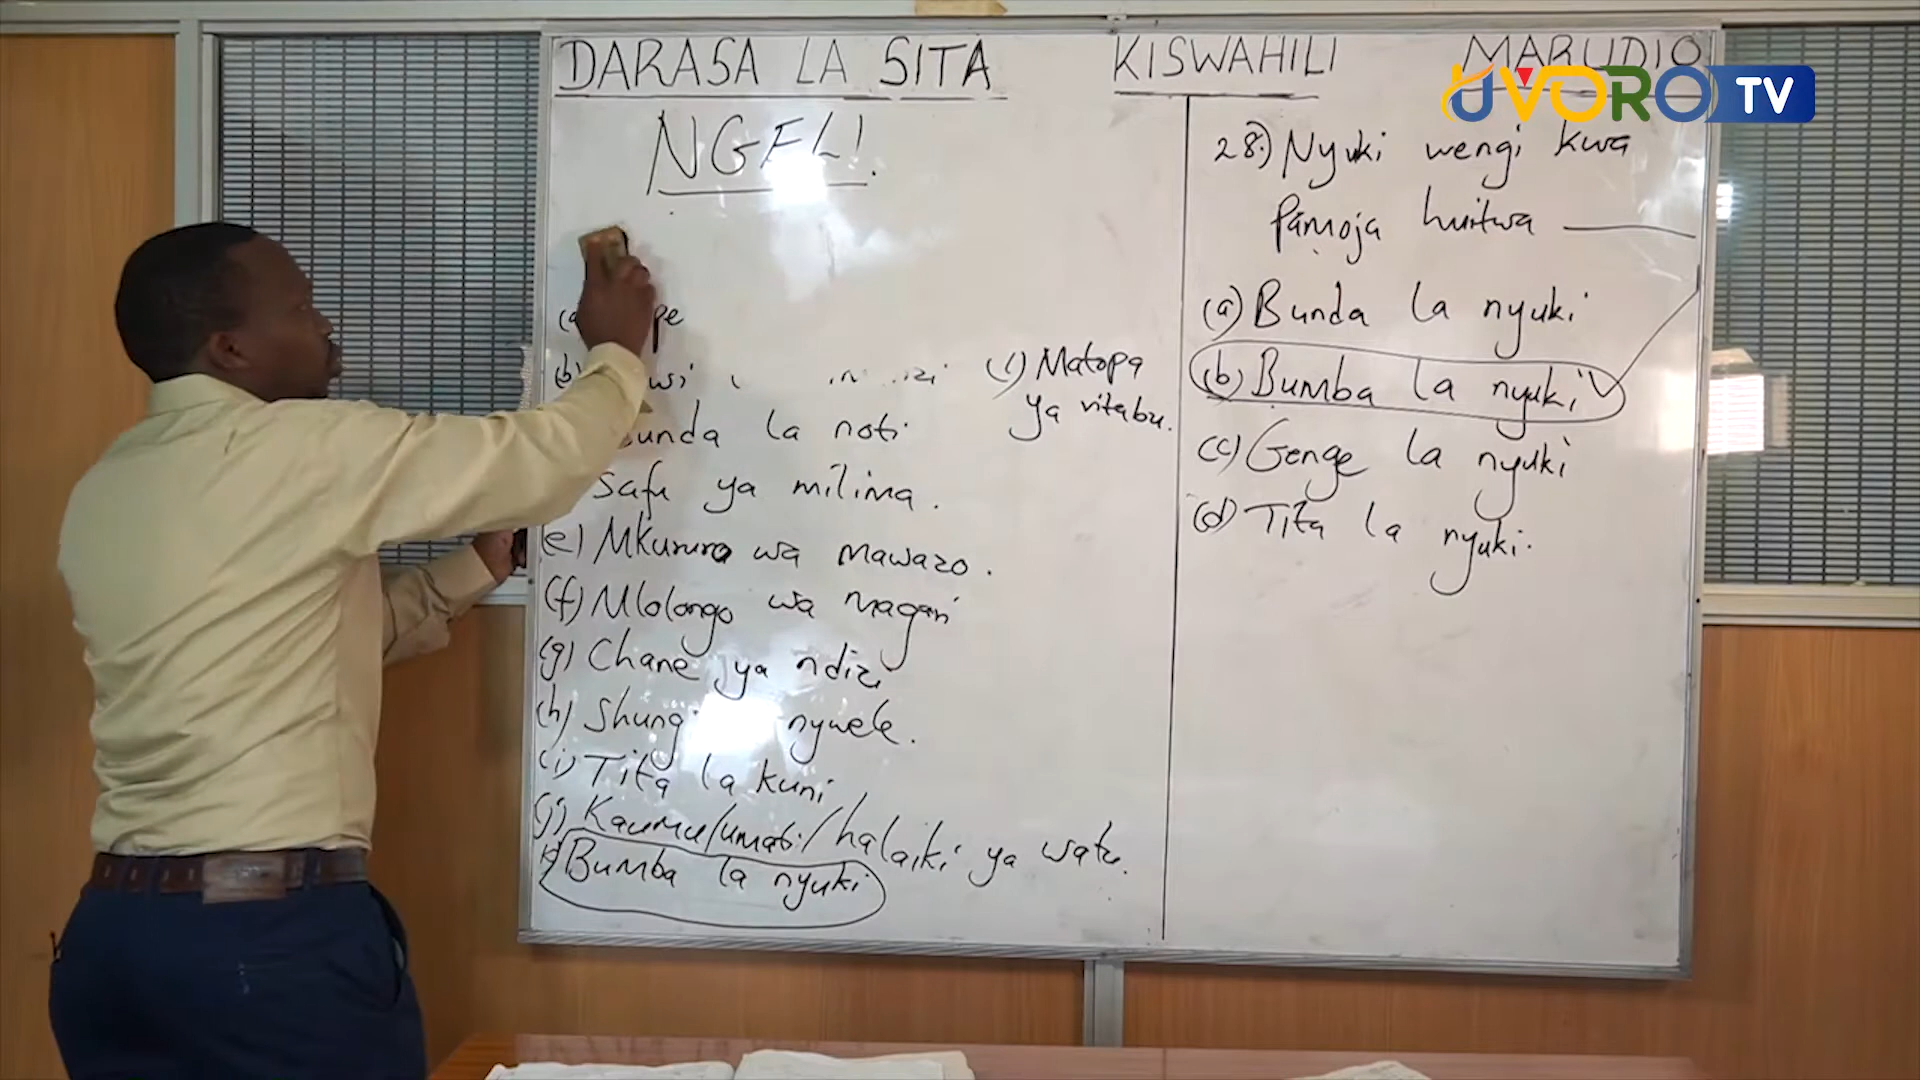 DARASA LA SITA KISWAHILI MARUDIO
UVORO TV
NGELI.
(b)
(l) Matopa
ya vitabu.
Bunda la noti
Safu ya milima.
(e) Mkururo wa mawazo.
(f) Mlolongo wa magari
(g) Chane ya ndizi
(h) Shungi nywele.
(i) Tita la kuni
(j) Kaumu/umati/halaiki ya watu.
k) Bumba la nyuki
28.) Nyuki wengi kwa
pamoja huitwa ______
(a) Bunda la nyuki
(b) Bumba la nyuki
(c) Genge la nyuki
(d) Tita la nyuki.